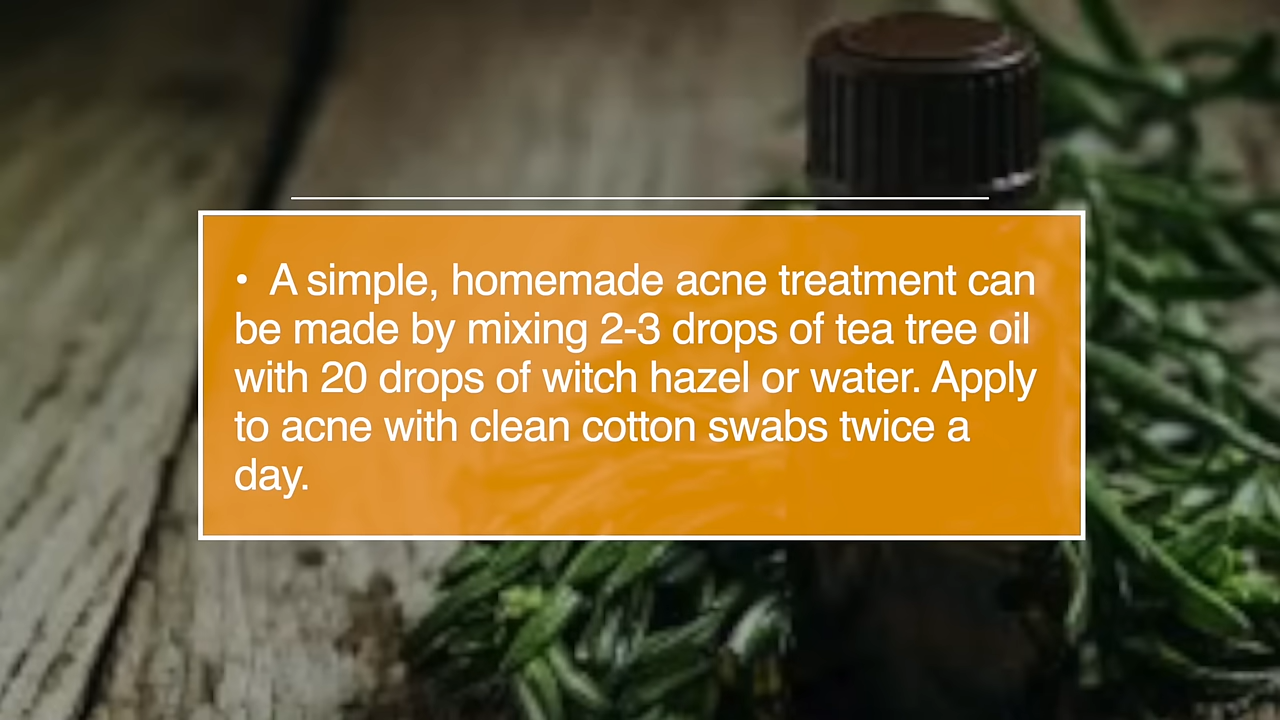 • A simple, homemade acne treatment can
be made by mixing 2-3 drops of tea tree oil
with 20 drops of witch hazel or water. Apply
to acne with clean cotton swabs twice a
day.